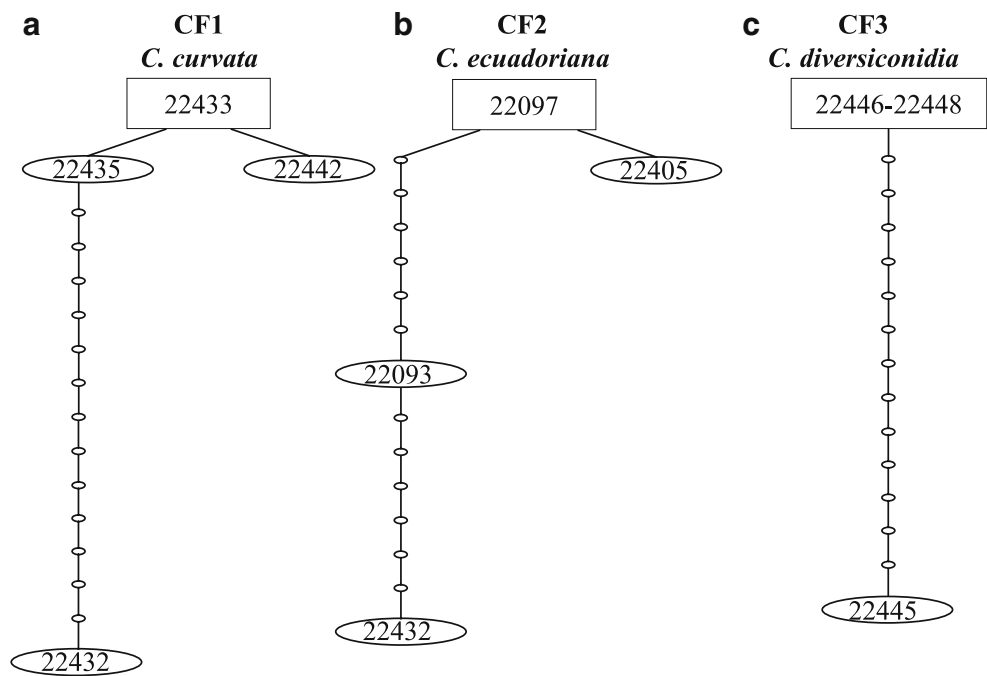 a
CF1
C. curvata
22433
22435
22442
22432
b
CF2
C. ecuadoriana
22097
22405
22093
22432
c
CF3
C. diversiconidia
22446-22448
22445